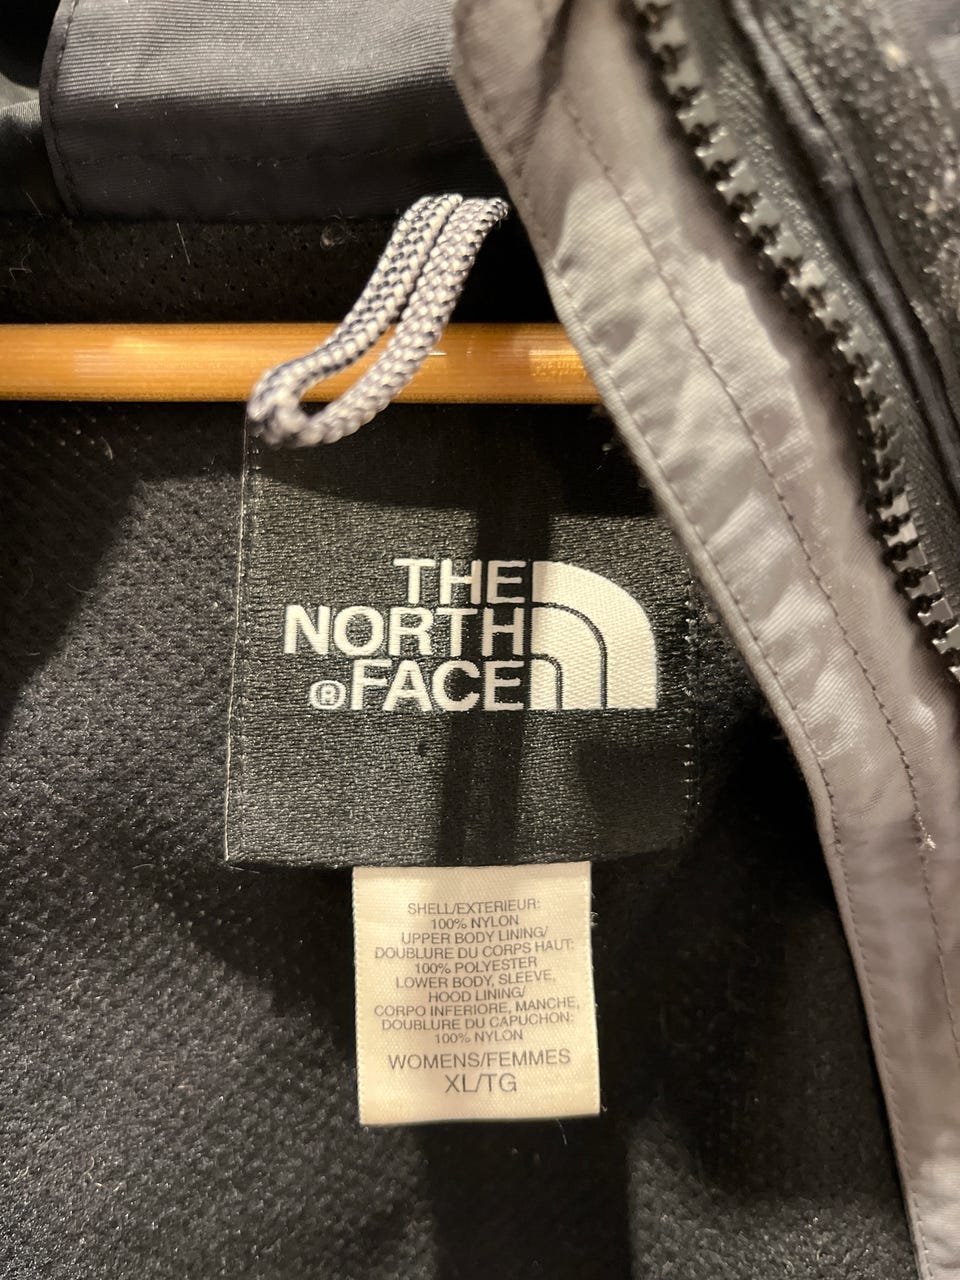 THE
NORTH
®FACE
SHELL/EXTERIEUR:
100% NYLON
UPPER BODY LINING/
DOUBLURE DU CORPS HAUT:
100% POLYESTER
LOWER BODY, SLEEVE,
HOOD LINING/
CORPO INFERIORE, MANCHE,
DOUBLURE DU CAPUCHON:
100% NYLON
WOMENS/FEMMES
XL/TG